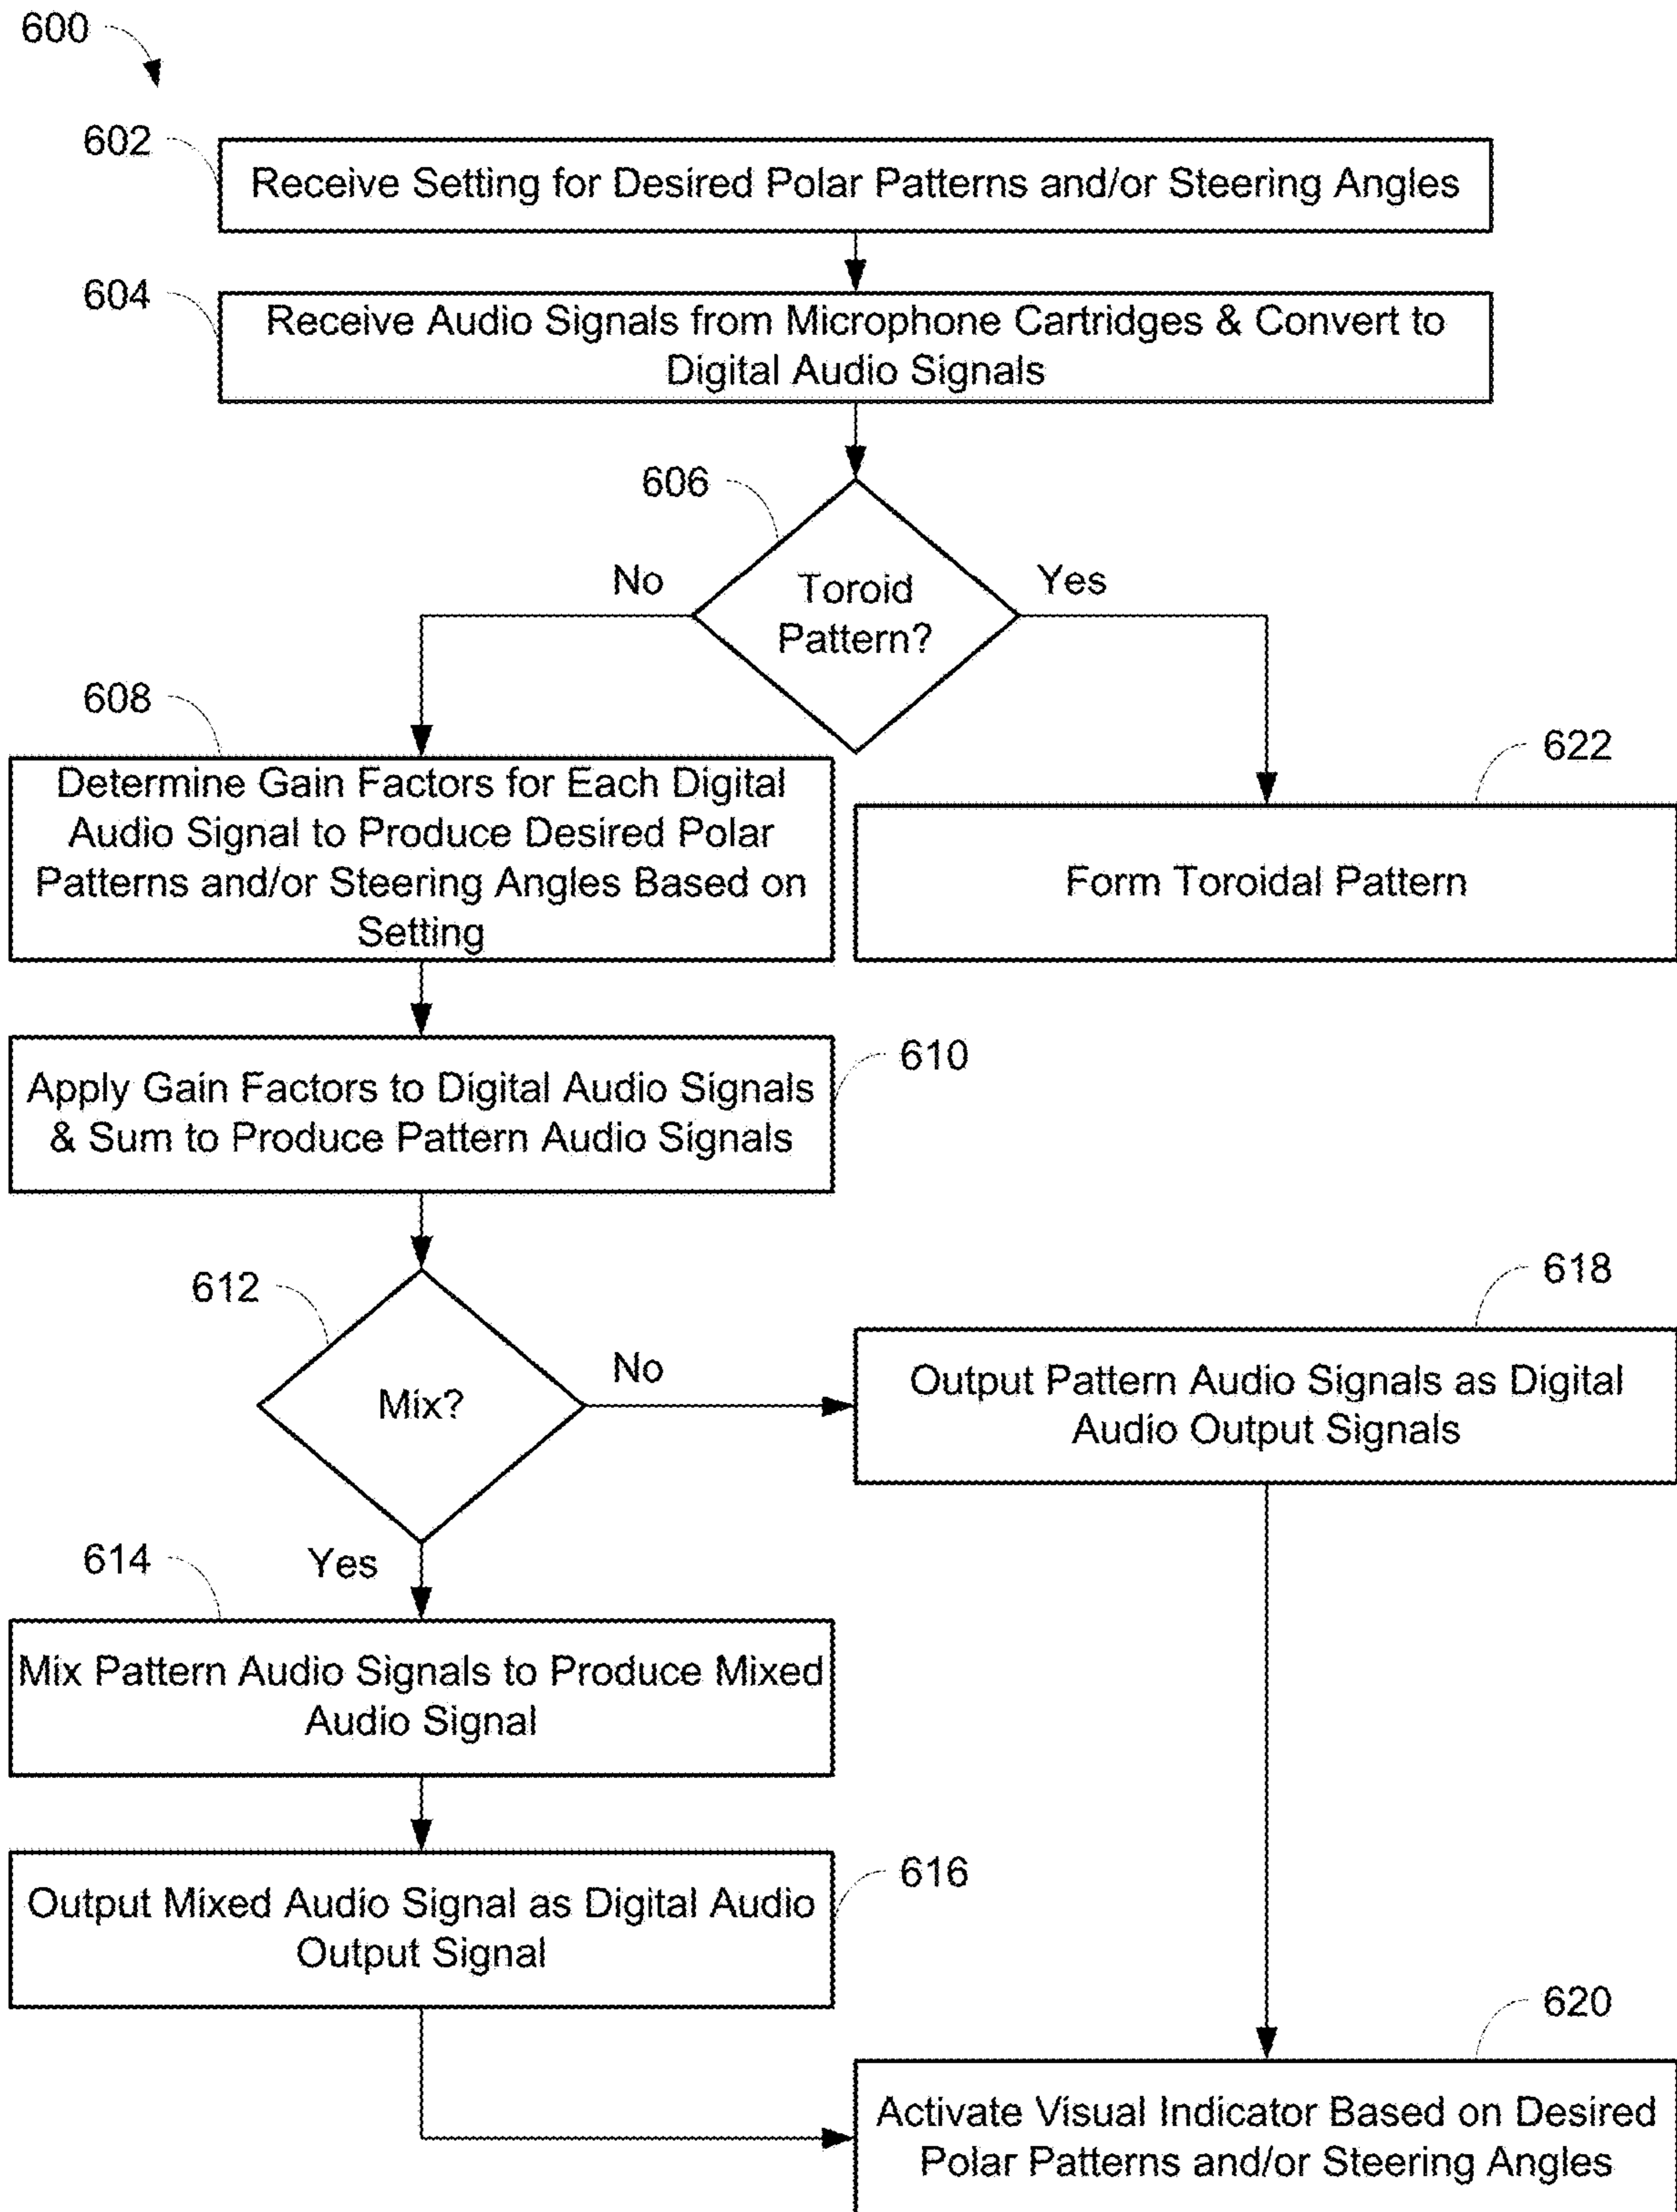 600
602
Receive Setting for Desired Polar Patterns and/or Steering Angles
604
Receive Audio Signals from Microphone Cartridges & Convert to
Digital Audio Signals
606
No
Toroid
Pattern?
Yes
608
Determine Gain Factors for Each Digital
Audio Signal to Produce Desired Polar
Patterns and/or Steering Angles Based on
Setting
622
Form Toroidal Pattern
610
Apply Gain Factors to Digital Audio Signals
& Sum to Produce Pattern Audio Signals
612
Mix?
No
618
Output Pattern Audio Signals as Digital
Audio Output Signals
Yes
614
Mix Pattern Audio Signals to Produce Mixed
Audio Signal
616
Output Mixed Audio Signal as Digital Audio
Output Signal
620
Activate Visual Indicator Based on Desired
Polar Patterns and/or Steering Angles